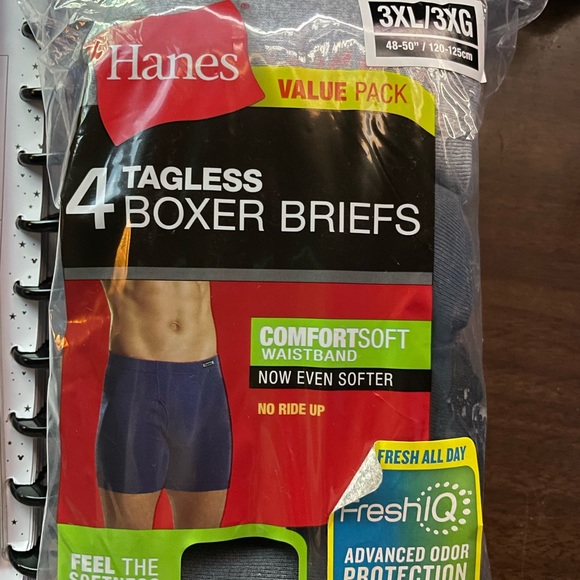 Hanes
3XL/3XG
48-50" / 120-125cm
VALUE PACK
4 TAGLESS
BOXER BRIEFS
COMFORTSOFT
WAISTBAND
NOW EVEN SOFTER
NO RIDE UP
FRESH ALL DAY
FreshIQ
ADVANCED ODOR
PROTECTION
FEEL THE
SOFTNESS